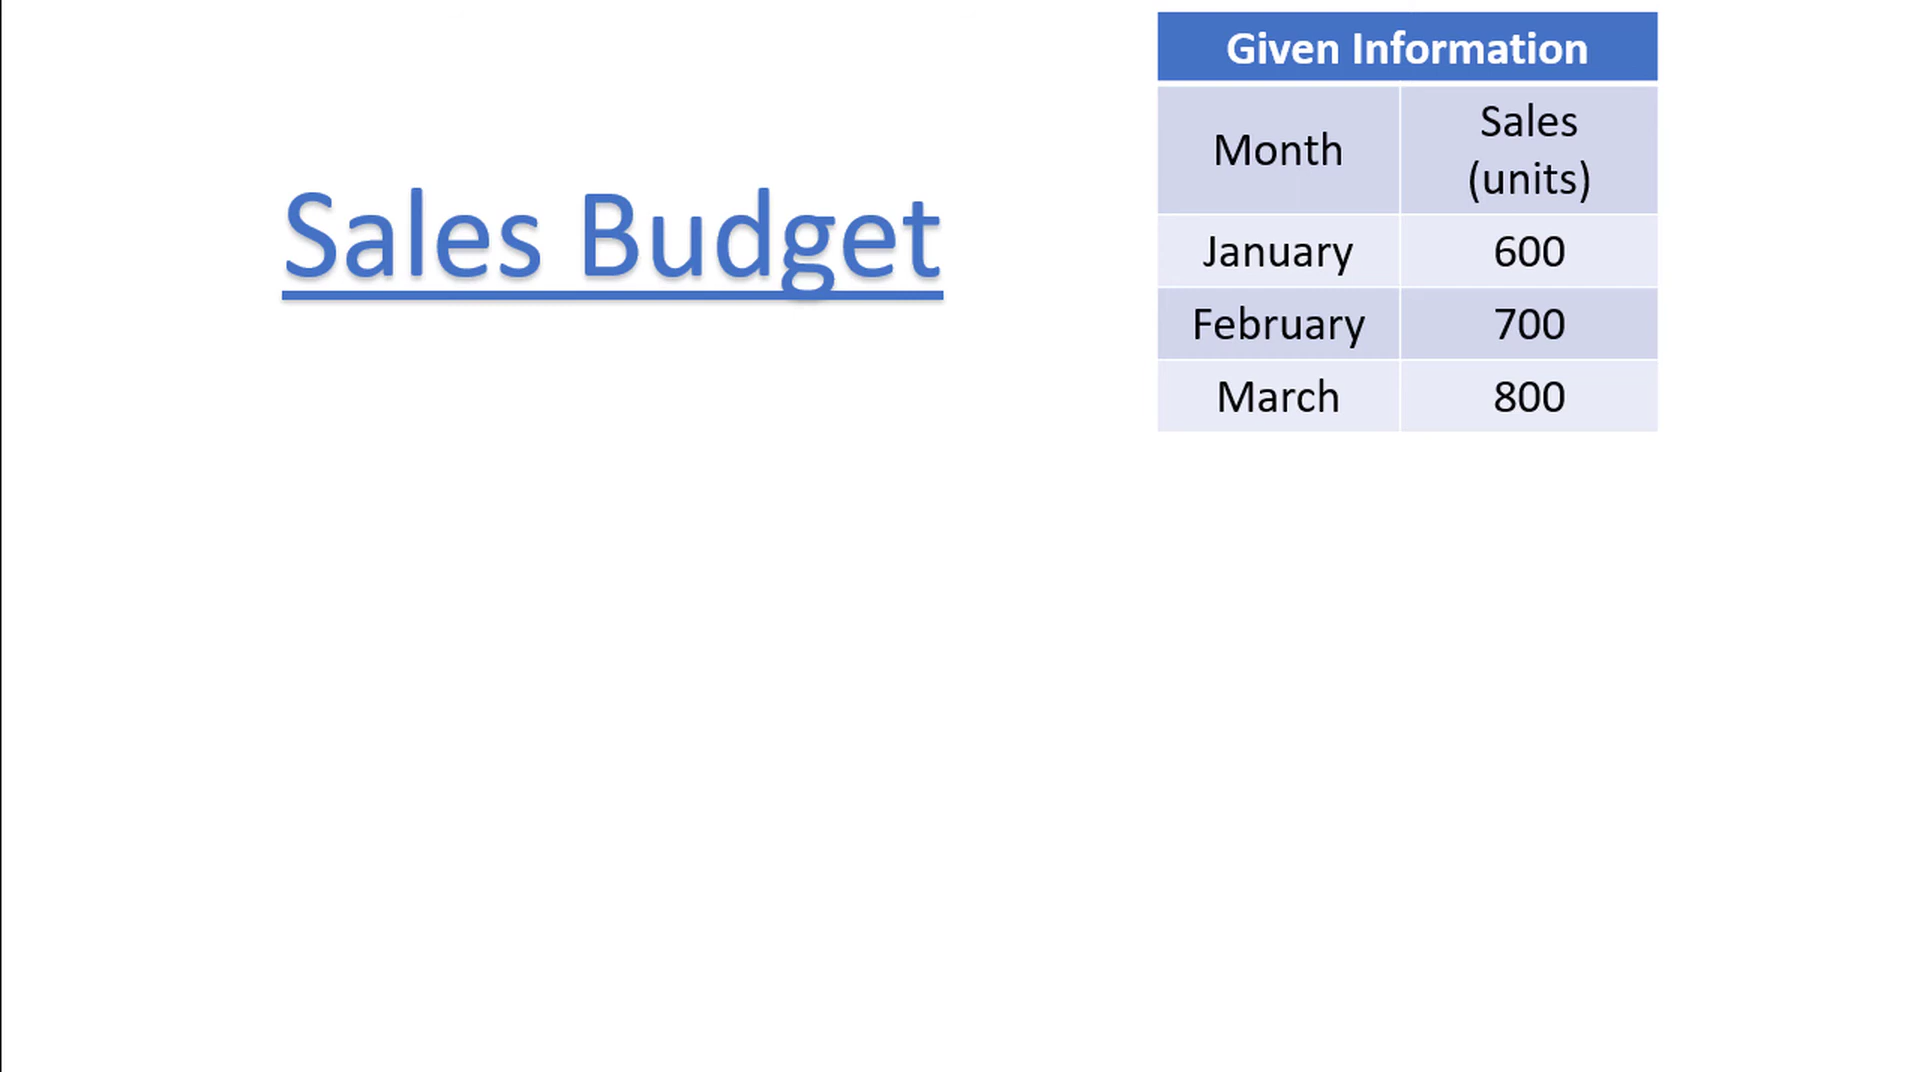 Sales Budget
Given Information
Month Sales (units)
January 600
February 700
March 800